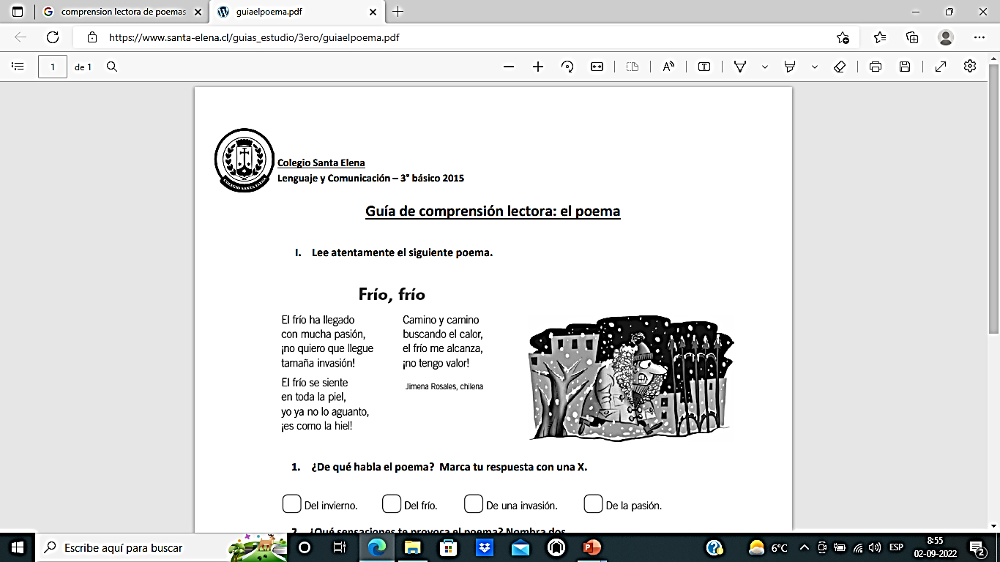 comprension lectora de poemas
guiaelpoema.pdf
https://www.santa-elena.cl/guias_estudio/3ero/guiaelpoema.pdf
1 de 1
COLEGIO SANTA ELENA
Colegio Santa Elena
Lenguaje y Comunicación – 3° básico 2015
Guía de comprensión lectora: el poema
I. Lee atentamente el siguiente poema.
Frío, frío
El frío ha llegado
con mucha pasión,
¡no quiero que llegue
tamaña invasión!
El frío se siente
en toda la piel,
yo ya no lo aguanto,
¡es como la hiel!
Camino y camino
buscando el calor,
el frío me alcanza,
¡no tengo valor!
Jimena Rosales, chilena
1. ¿De qué habla el poema? Marca tu respuesta con una X.
Del invierno. Del frío. De una invasión. De la pasión.
2. ¿Qué sensaciones te provoca el poema? Nombra dos
Escribe aquí para buscar
6°C
ESP
8:55
02-09-2022
2